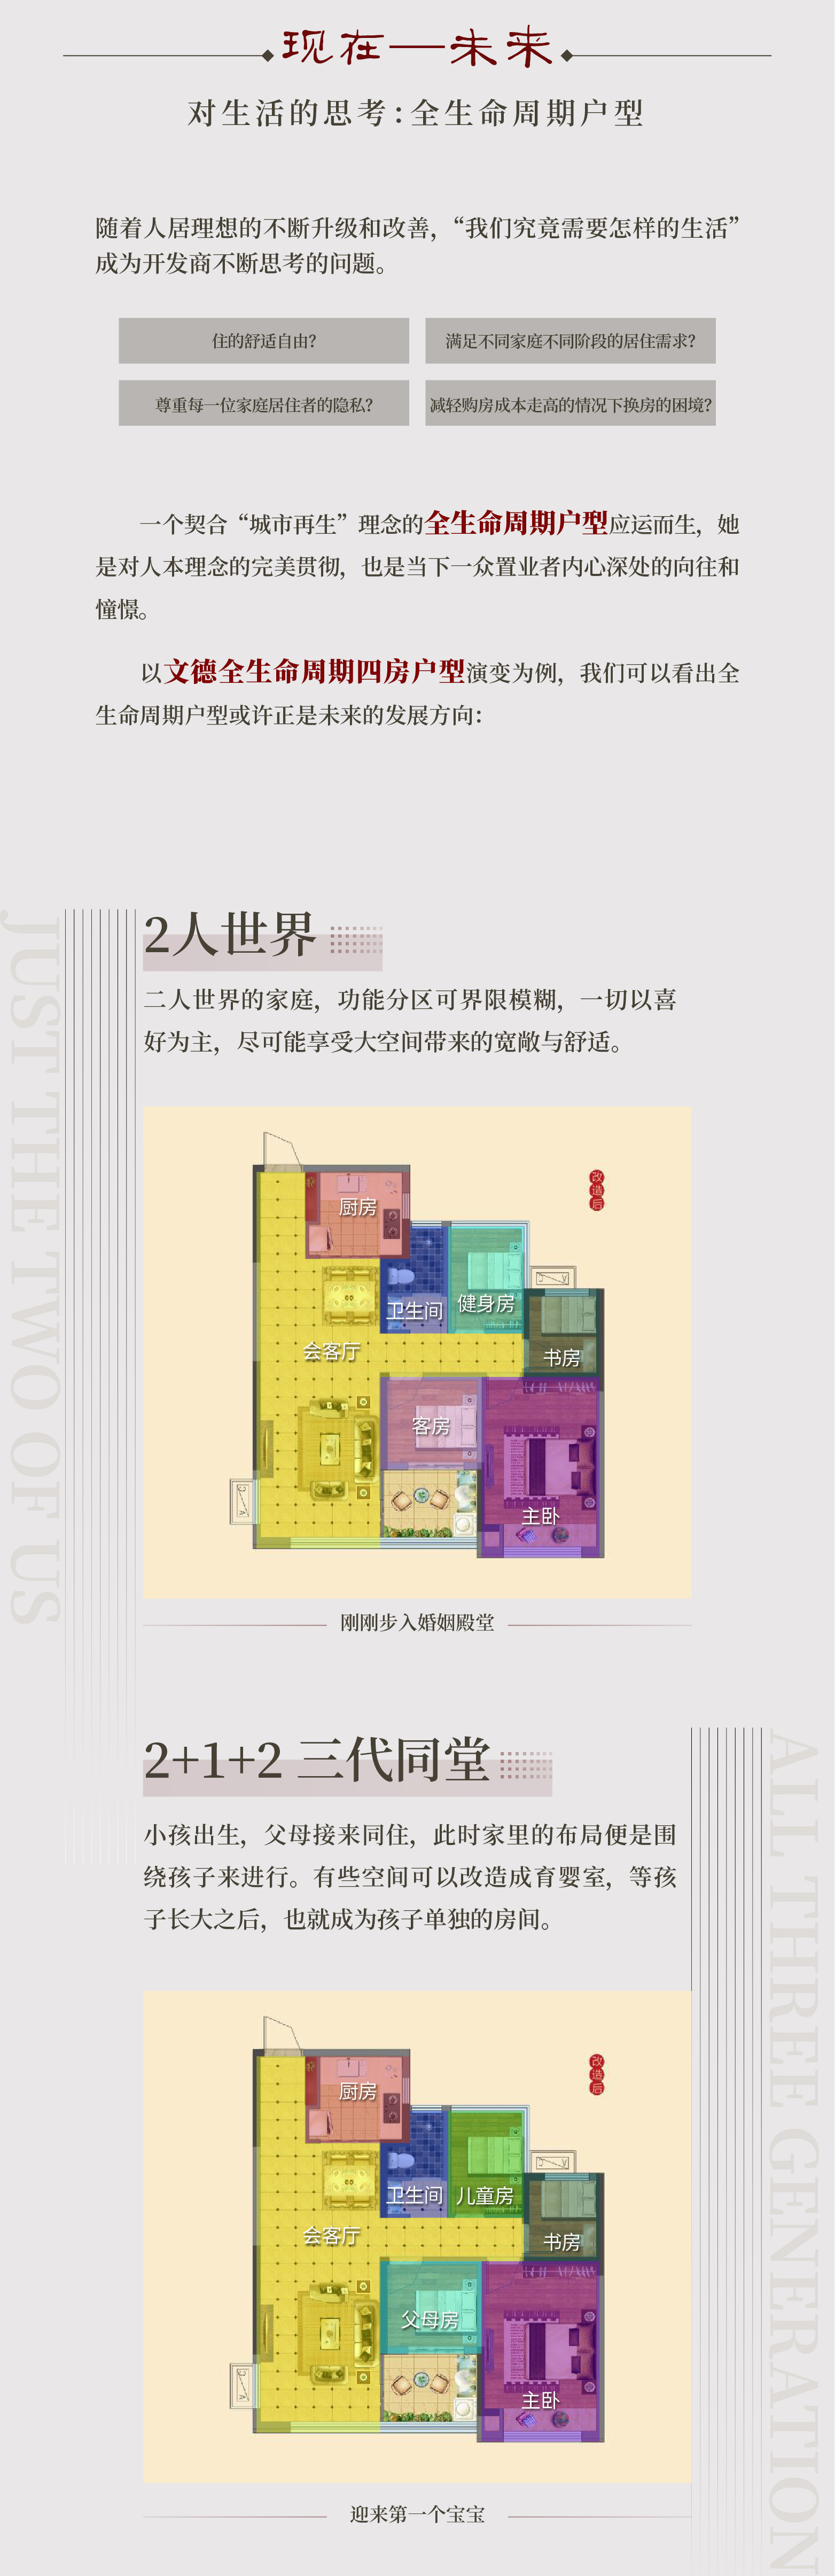 现在—未来
对生活的思考:全生命周期户型
随着人居理想的不断升级和改善，“我们究竟需要怎样的生活”
成为开发商不断思考的问题。
住的舒适自由?
满足不同家庭不同阶段的居住需求?
尊重每一位家庭居住者的隐私?
减轻购房成本走高的情况下换房的困境?
一个契合“城市再生”理念的全生命周期户型应运而生，她
是对人本理念的完美贯彻，也是当下一众置业者内心深处的向往和
憧憬。
以文德全生命周期四房户型演变为例，我们可以看出全
生命周期户型或许正是未来的发展方向：
JUST THE TWO OF US
2人世界
二人世界的家庭，功能分区可界限模糊，一切以喜
好为主，尽可能享受大空间带来的宽敞与舒适。
改造后
厨房
卫生间
健身房
会客厅
书房
客房
主卧
刚刚步入婚姻殿堂
2+1+2 三代同堂
ALL THREE GENERATION
小孩出生，父母接来同住，此时家里的布局便是围
绕孩子来进行。有些空间可以改造成育婴室，等孩
子长大之后，也就成为孩子单独的房间。
改造后
厨房
卫生间
儿童房
会客厅
书房
父母房
主卧
迎来第一个宝宝